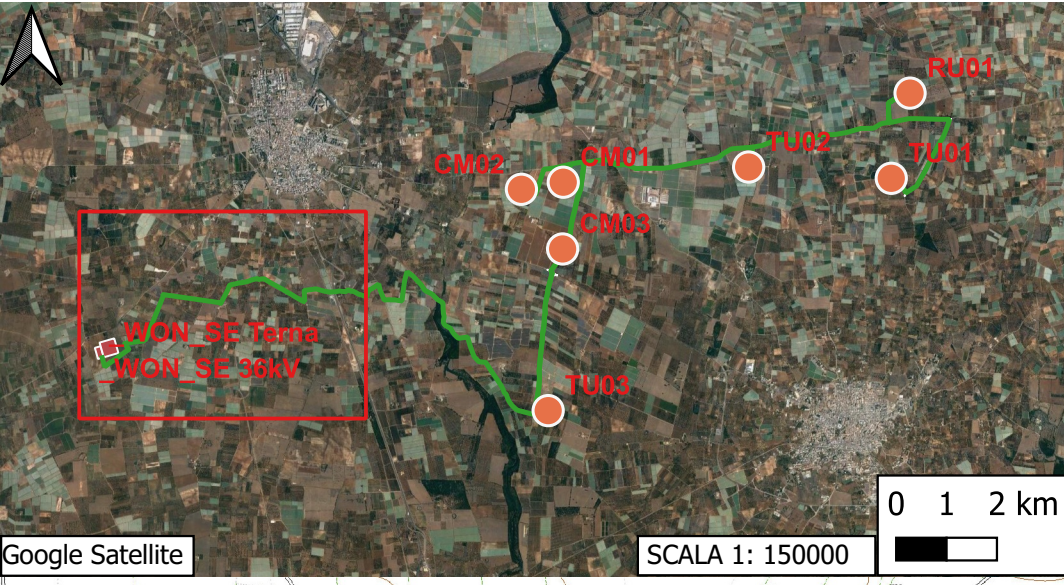 RU01
TU02
TU01
CM02
CM01
CM03
_WON_SE Terna
_WON_SE 36kV
TU03
0 1 2 km
Google Satellite
SCALA 1: 150000